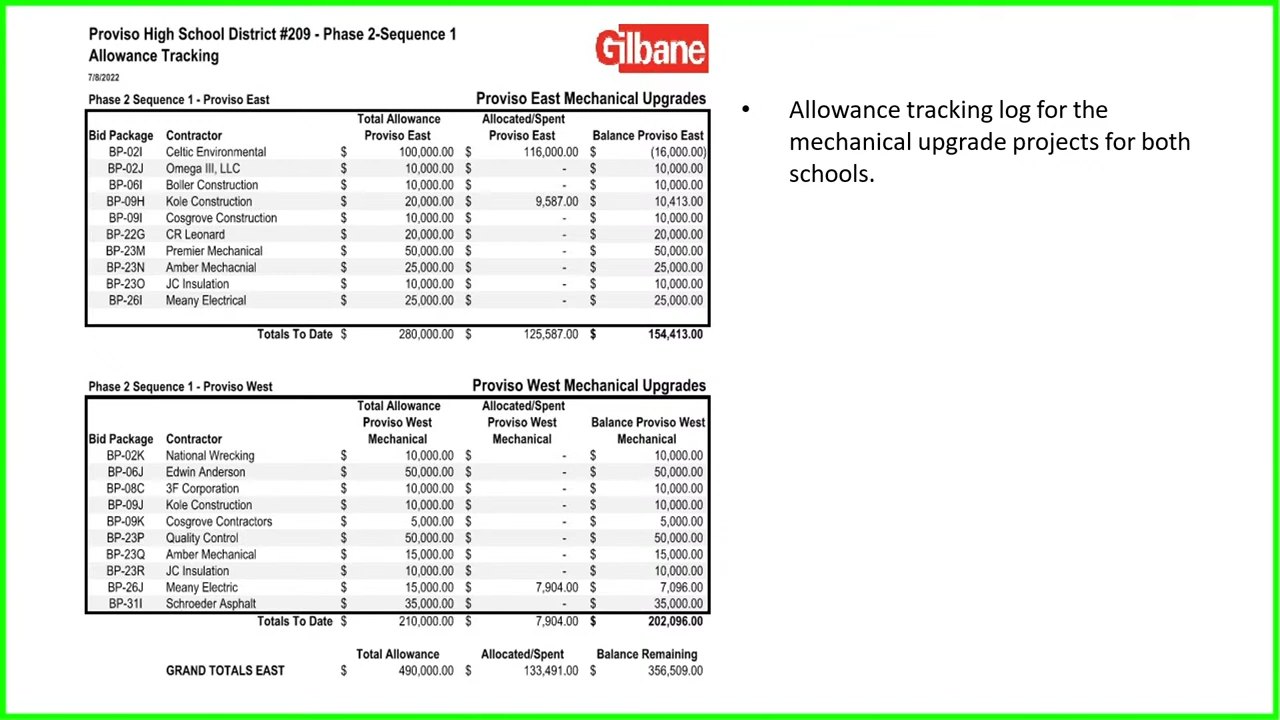 Proviso High School District #209 - Phase 2-Sequence 1
Allowance Tracking
7/8/2022
Gilbane
Phase 2 Sequence 1 - Proviso East Proviso East Mechanical Upgrades
Total Allowance Allocated/Spent
Bid Package Contractor Proviso East Proviso East Balance Proviso East
BP-02I Celtic Environmental $ 100,000.00 $ 116,000.00 $ (16,000.00)
BP-02J Omega III, LLC $ 10,000.00 $ - $ 10,000.00
BP-06I Boller Construction $ 10,000.00 $ - $ 10,000.00
BP-09H Kole Construction $ 20,000.00 $ 9,587.00 $ 10,413.00
BP-09I Cosgrove Construction $ 10,000.00 $ - $ 10,000.00
BP-22G CR Leonard $ 20,000.00 $ - $ 20,000.00
BP-23M Premier Mechanical $ 50,000.00 $ - $ 50,000.00
BP-23N Amber Mechacnial $ 25,000.00 $ - $ 25,000.00
BP-23O JC Insulation $ 10,000.00 $ - $ 10,000.00
BP-26I Meany Electrical $ 25,000.00 $ - $ 25,000.00
Totals To Date $ 280,000.00 $ 125,587.00 $ 154,413.00
Phase 2 Sequence 1 - Proviso West Proviso West Mechanical Upgrades
Total Allowance Allocated/Spent
Proviso West Proviso West Balance Proviso West
Bid Package Contractor Mechanical Mechanical Mechanical
BP-02K National Wrecking $ 10,000.00 $ - $ 10,000.00
BP-06J Edwin Anderson $ 50,000.00 $ - $ 50,000.00
BP-08C 3F Corporation $ 10,000.00 $ - $ 10,000.00
BP-09J Kole Construction $ 10,000.00 $ - $ 10,000.00
BP-09K Cosgrove Contractors $ 5,000.00 $ - $ 5,000.00
BP-23P Quality Control $ 50,000.00 $ - $ 50,000.00
BP-23Q Amber Mechanical $ 15,000.00 $ - $ 15,000.00
BP-23R JC Insulation $ 10,000.00 $ - $ 10,000.00
BP-26J Meany Electric $ 15,000.00 $ 7,904.00 $ 7,096.00
BP-31I Schroeder Asphalt $ 35,000.00 $ - $ 35,000.00
Totals To Date $ 210,000.00 $ 7,904.00 $ 202,096.00
Total Allowance Allocated/Spent Balance Remaining
GRAND TOTALS EAST $ 490,000.00 $ 133,491.00 $ 356,509.00
• Allowance tracking log for the
mechanical upgrade projects for both
schools.